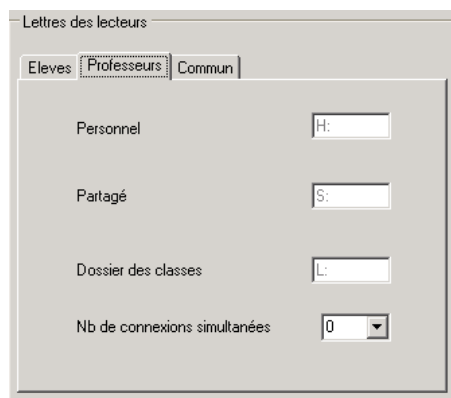 Lettres des lecteurs
Eleves Professeurs Commun
Personnel H:
Partagé S:
Dossier des classes L:
Nb de connexions simultanées 0